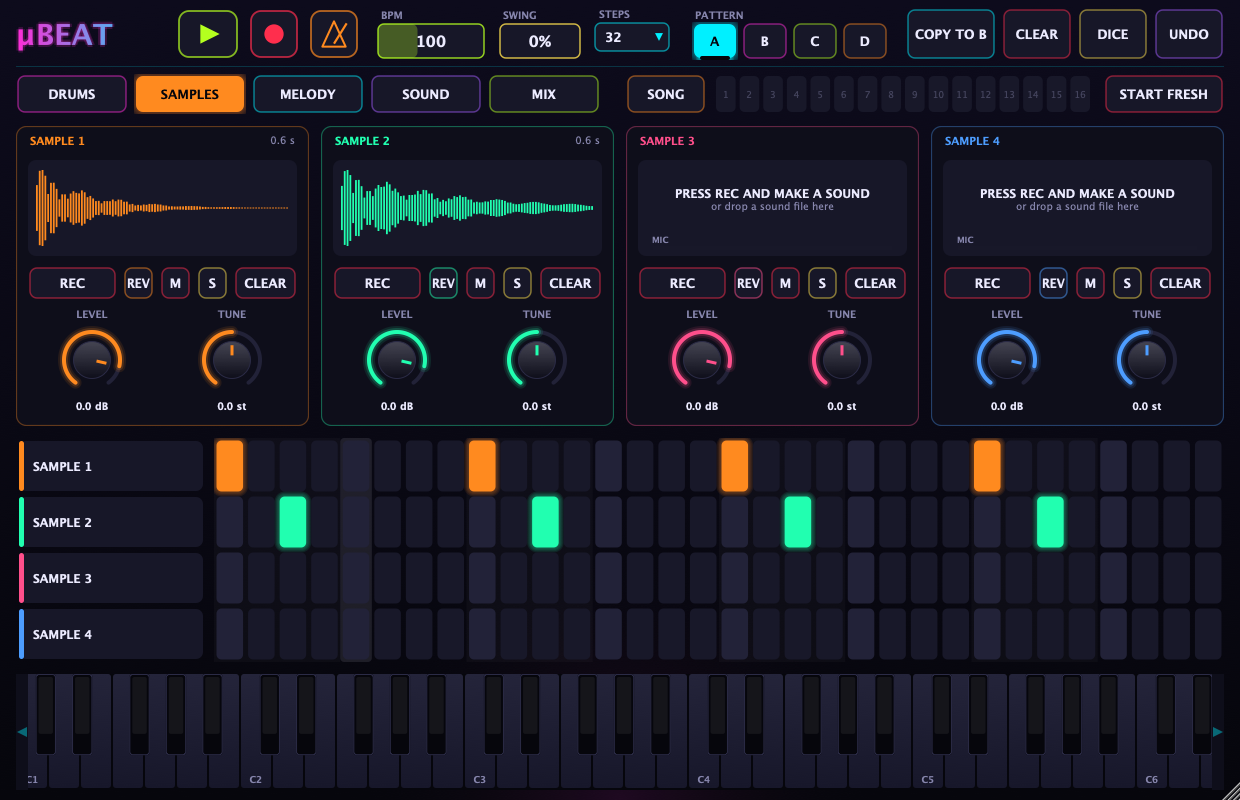 µBEAT
BPM
100
SWING
0%
STEPS
32
PATTERN
A B C D
COPY TO B CLEAR DICE UNDO
DRUMS SAMPLES MELODY SOUND MIX SONG 1 2 3 4 5 6 7 8 9 10 11 12 13 14 15 16 START FRESH
SAMPLE 1 0.6 s
REC REV M S CLEAR
LEVEL TUNE
0.0 dB 0.0 st
SAMPLE 2 0.6 s
REC REV M S CLEAR
LEVEL TUNE
0.0 dB 0.0 st
SAMPLE 3
PRESS REC AND MAKE A SOUND
or drop a sound file here
MIC
REC REV M S CLEAR
LEVEL TUNE
0.0 dB 0.0 st
SAMPLE 4
PRESS REC AND MAKE A SOUND
or drop a sound file here
MIC
REC REV M S CLEAR
LEVEL TUNE
0.0 dB 0.0 st
SAMPLE 1
SAMPLE 2
SAMPLE 3
SAMPLE 4
C1 C2 C3 C4 C5 C6